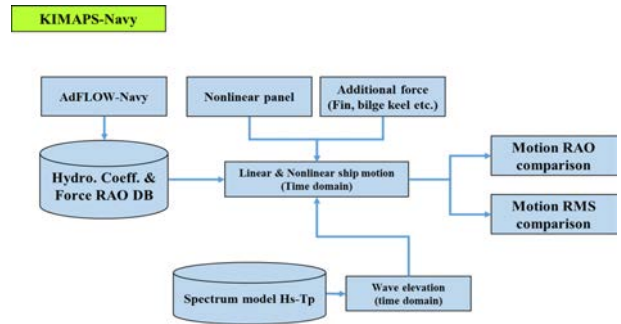 KIMAPS-Navy
AdFLOW-Navy
Nonlinear panel
Additional force
(Fin, bilge keel etc.)
Hydro. Coeff. &
Force RAO DB
Linear & Nonlinear ship motion
(Time domain)
Motion RAO
comparison
Motion RMS
comparison
Spectrum model Hs-Tp
Wave elevation
(time domain)